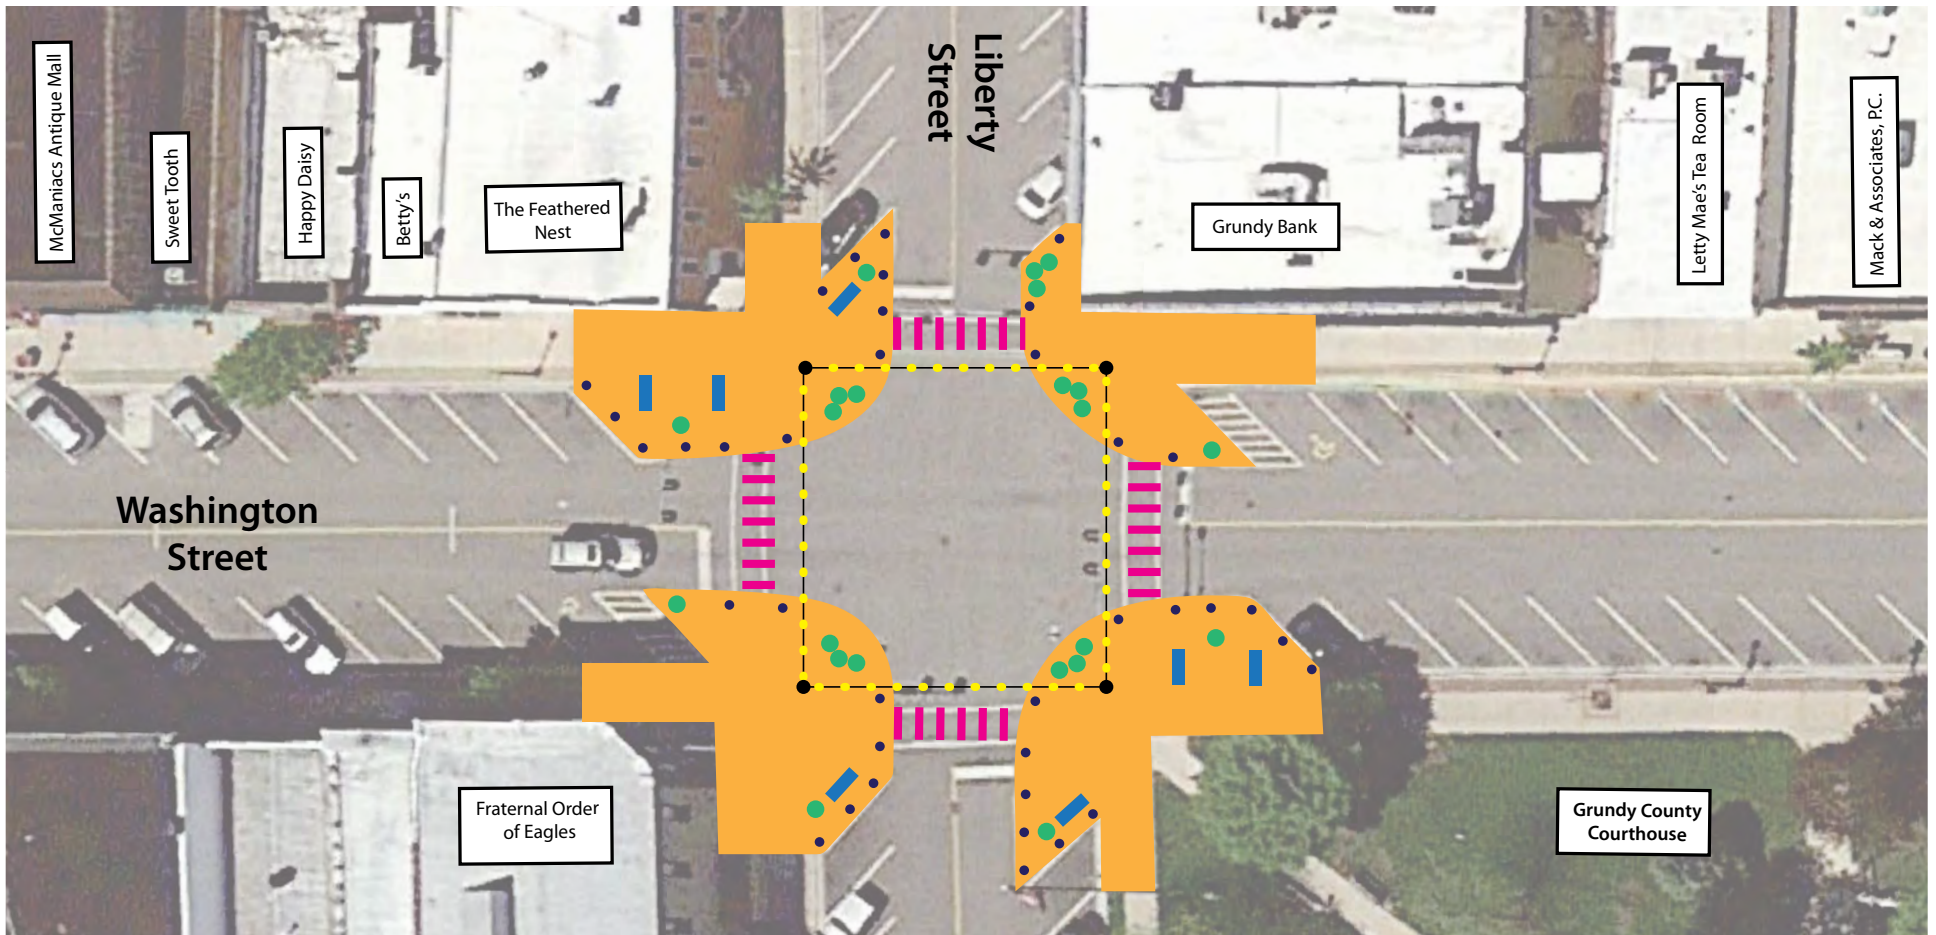 McManiacs Antique Mall
Sweet Tooth
Happy Daisy
Betty's
The Feathered
Nest
Liberty
Street
Grundy Bank
Letty Mae's Tea Room
Mack & Associates, P.C.
Washington
Street
Fraternal Order
of Eagles
Grundy County
Courthouse